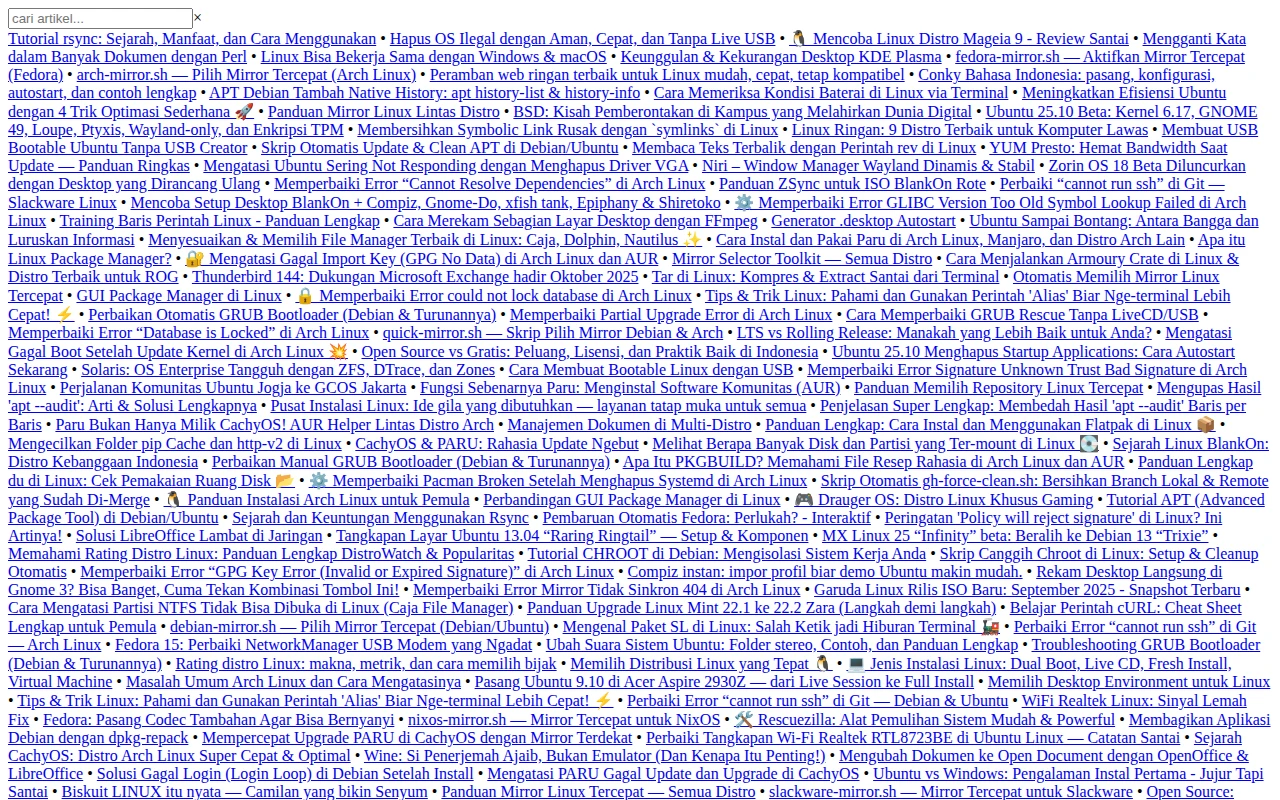 cari artikel... ×
Tutorial rsync: Sejarah, Manfaat, dan Cara Menggunakan • Hapus OS Ilegal dengan Aman, Cepat, dan Tanpa Live USB • 🐧 Mencoba Linux Distro Mageia 9 - Review Santai • Mengganti Kata
dalam Banyak Dokumen dengan Perl • Linux Bisa Bekerja Sama dengan Windows & macOS • Keunggulan & Kekurangan Desktop KDE Plasma • fedora-mirror.sh — Aktifkan Mirror Tercepat
(Fedora) • arch-mirror.sh — Pilih Mirror Tercepat (Arch Linux) • Peramban web ringan terbaik untuk Linux mudah, cepat, tetap kompatibel • Conky Bahasa Indonesia: pasang, konfigurasi,
autostart, dan contoh lengkap • APT Debian Tambah Native History: apt history-list & history-info • Cara Memeriksa Kondisi Baterai di Linux via Terminal • Meningkatkan Efisiensi Ubuntu
dengan 4 Trik Optimasi Sederhana 🚀 • Panduan Mirror Linux Lintas Distro • BSD: Kisah Pemberontakan di Kampus yang Melahirkan Dunia Digital • Ubuntu 25.10 Beta: Kernel 6.17, GNOME
49, Loupe, Ptyxis, Wayland-only, dan Enkripsi TPM • Membersihkan Symbolic Link Rusak dengan `symlinks` di Linux • Linux Ringan: 9 Distro Terbaik untuk Komputer Lawas • Membuat USB
Bootable Ubuntu Tanpa USB Creator • Skrip Otomatis Update & Clean APT di Debian/Ubuntu • Membaca Teks Terbalik dengan Perintah rev di Linux • YUM Presto: Hemat Bandwidth Saat
Update — Panduan Ringkas • Mengatasi Ubuntu Sering Not Responding dengan Menghapus Driver VGA • Niri – Window Manager Wayland Dinamis & Stabil • Zorin OS 18 Beta Diluncurkan
dengan Desktop yang Dirancang Ulang • Memperbaiki Error “Cannot Resolve Dependencies” di Arch Linux • Panduan ZSync untuk ISO BlankOn Rote • Perbaiki “cannot run ssh” di Git —
Slackware Linux • Mencoba Setup Desktop BlankOn + Compiz, Gnome-Do, xfish tank, Epiphany & Shiretoko • ⚙️ Memperbaiki Error GLIBC Version Too Old Symbol Lookup Failed di Arch
Linux • Training Baris Perintah Linux - Panduan Lengkap • Cara Merekam Sebagian Layar Desktop dengan FFmpeg • Generator .desktop Autostart • Ubuntu Sampai Bontang: Antara Bangga dan
Luruskan Informasi • Menyesuaikan & Memilih File Manager Terbaik di Linux: Caja, Dolphin, Nautilus ✨ • Cara Instal dan Pakai Paru di Arch Linux, Manjaro, dan Distro Arch Lain • Apa itu
Linux Package Manager? • 🔐 Mengatasi Gagal Import Key (GPG No Data) di Arch Linux dan AUR • Mirror Selector Toolkit — Semua Distro • Cara Menjalankan Armoury Crate di Linux &
Distro Terbaik untuk ROG • Thunderbird 144: Dukungan Microsoft Exchange hadir Oktober 2025 • Tar di Linux: Kompres & Extract Santai dari Terminal • Otomatis Memilih Mirror Linux
Tercepat • GUI Package Manager di Linux • 🔒 Memperbaiki Error could not lock database di Arch Linux • Tips & Trik Linux: Pahami dan Gunakan Perintah 'Alias' Biar Nge-terminal Lebih
Cepat! ⚡ • Perbaikan Otomatis GRUB Bootloader (Debian & Turunannya) • Memperbaiki Partial Upgrade Error di Arch Linux • Cara Memperbaiki GRUB Rescue Tanpa LiveCD/USB •
Memperbaiki Error “Database is Locked” di Arch Linux • quick-mirror.sh — Skrip Pilih Mirror Debian & Arch • LTS vs Rolling Release: Manakah yang Lebih Baik untuk Anda? • Mengatasi
Gagal Boot Setelah Update Kernel di Arch Linux 💥 • Open Source vs Gratis: Peluang, Lisensi, dan Praktik Baik di Indonesia • Ubuntu 25.10 Menghapus Startup Applications: Cara Autostart
Sekarang • Solaris: OS Enterprise Tangguh dengan ZFS, DTrace, dan Zones • Cara Membuat Bootable Linux dengan USB • Memperbaiki Error Signature Unknown Trust Bad Signature di Arch
Linux • Perjalanan Komunitas Ubuntu Jogja ke GCOS Jakarta • Fungsi Sebenarnya Paru: Menginstal Software Komunitas (AUR) • Panduan Memilih Repository Linux Tercepat • Mengupas Hasil
'apt --audit': Arti & Solusi Lengkapnya • Pusat Instalasi Linux: Ide gila yang dibutuhkan — layanan tatap muka untuk semua • Penjelasan Super Lengkap: Membedah Hasil 'apt --audit' Baris per
Baris • Paru Bukan Hanya Milik CachyOS! AUR Helper Lintas Distro Arch • Manajemen Dokumen di Multi-Distro • Panduan Lengkap: Cara Instal dan Menggunakan Flatpak di Linux 📦 •
Mengecilkan Folder pip Cache dan http-v2 di Linux • CachyOS & PARU: Rahasia Update Ngebut • Melihat Berapa Banyak Disk dan Partisi yang Ter-mount di Linux 💽 • Sejarah Linux BlankOn:
Distro Kebanggaan Indonesia • Perbaikan Manual GRUB Bootloader (Debian & Turunannya) • Apa Itu PKGBUILD? Memahami File Resep Rahasia di Arch Linux dan AUR • Panduan Lengkap
du di Linux: Cek Pemakaian Ruang Disk 📂 • ⚙️ Memperbaiki Pacman Broken Setelah Menghapus Systemd di Arch Linux • Skrip Otomatis gh-force-clean.sh: Bersihkan Branch Lokal & Remote
yang Sudah Di-Merge • 🐧 Panduan Instalasi Arch Linux untuk Pemula • Perbandingan GUI Package Manager di Linux • 🎮 Drauger OS: Distro Linux Khusus Gaming • Tutorial APT (Advanced
Package Tool) di Debian/Ubuntu • Sejarah dan Keuntungan Menggunakan Rsync • Pembaruan Otomatis Fedora: Perlukah? - Interaktif • Peringatan 'Policy will reject signature' di Linux? Ini
Artinya! • Solusi LibreOffice Lambat di Jaringan • Tangkapan Layar Ubuntu 13.04 “Raring Ringtail” — Setup & Komponen • MX Linux 25 “Infinity” beta: Beralih ke Debian 13 “Trixie” •
Memahami Rating Distro Linux: Panduan Lengkap DistroWatch & Popularitas • Tutorial CHROOT di Debian: Mengisolasi Sistem Kerja Anda • Skrip Canggih Chroot di Linux: Setup & Cleanup
Otomatis • Memperbaiki Error “GPG Key Error (Invalid or Expired Signature)” di Arch Linux • Compiz instan: impor profil biar demo Ubuntu makin mudah. • Rekam Desktop Langsung di
Gnome 3? Bisa Banget, Cuma Tekan Kombinasi Tombol Ini! • Memperbaiki Error Mirror Tidak Sinkron 404 di Arch Linux • Garuda Linux Rilis ISO Baru: September 2025 - Snapshot Terbaru •
Cara Mengatasi Partisi NTFS Tidak Bisa Dibuka di Linux (Caja File Manager) • Panduan Upgrade Linux Mint 22.1 ke 22.2 Zara (Langkah demi langkah) • Belajar Perintah cURL: Cheat Sheet
Lengkap untuk Pemula • debian-mirror.sh — Pilih Mirror Tercepat (Debian/Ubuntu) • Mengenal Paket SL di Linux: Salah Ketik jadi Hiburan Terminal 🚂 • Perbaiki Error “cannot run ssh” di Git
— Arch Linux • Fedora 15: Perbaiki NetworkManager USB Modem yang Ngadat • Ubah Suara Sistem Ubuntu: Folder stereo, Contoh, dan Panduan Lengkap • Troubleshooting GRUB Bootloader
(Debian & Turunannya) • Rating distro Linux: makna, metrik, dan cara memilih bijak • Memilih Distribusi Linux yang Tepat 🐧 • 💻 Jenis Instalasi Linux: Dual Boot, Live CD, Fresh Install,
Virtual Machine • Masalah Umum Arch Linux dan Cara Mengatasinya • Pasang Ubuntu 9.10 di Acer Aspire 2930Z — dari Live Session ke Full Install • Memilih Desktop Environment untuk Linux
• Tips & Trik Linux: Pahami dan Gunakan Perintah 'Alias' Biar Nge-terminal Lebih Cepat! ⚡ • Perbaiki Error “cannot run ssh” di Git — Debian & Ubuntu • WiFi Realtek Linux: Sinyal Lemah
Fix • Fedora: Pasang Codec Tambahan Agar Bisa Bernyanyi • nixos-mirror.sh — Mirror Tercepat untuk NixOS • 🛠️ Rescuezilla: Alat Pemulihan Sistem Mudah & Powerful • Membagikan Aplikasi
Debian dengan dpkg-repack • Mempercepat Upgrade PARU di CachyOS dengan Mirror Terdekat • Perbaiki Tangkapan Wi-Fi Realtek RTL8723BE di Ubuntu Linux — Catatan Santai • Sejarah
CachyOS: Distro Arch Linux Super Cepat & Optimal • Wine: Si Penerjemah Ajaib, Bukan Emulator (Dan Kenapa Itu Penting!) • Mengubah Dokumen ke Open Document dengan OpenOffice &
LibreOffice • Solusi Gagal Login (Login Loop) di Debian Setelah Install • Mengatasi PARU Gagal Update dan Upgrade di CachyOS • Ubuntu vs Windows: Pengalaman Instal Pertama - Jujur Tapi
Santai • Biskuit LINUX itu nyata — Camilan yang bikin Senyum • Panduan Mirror Linux Tercepat — Semua Distro • slackware-mirror.sh — Mirror Tercepat untuk Slackware • Open Source: